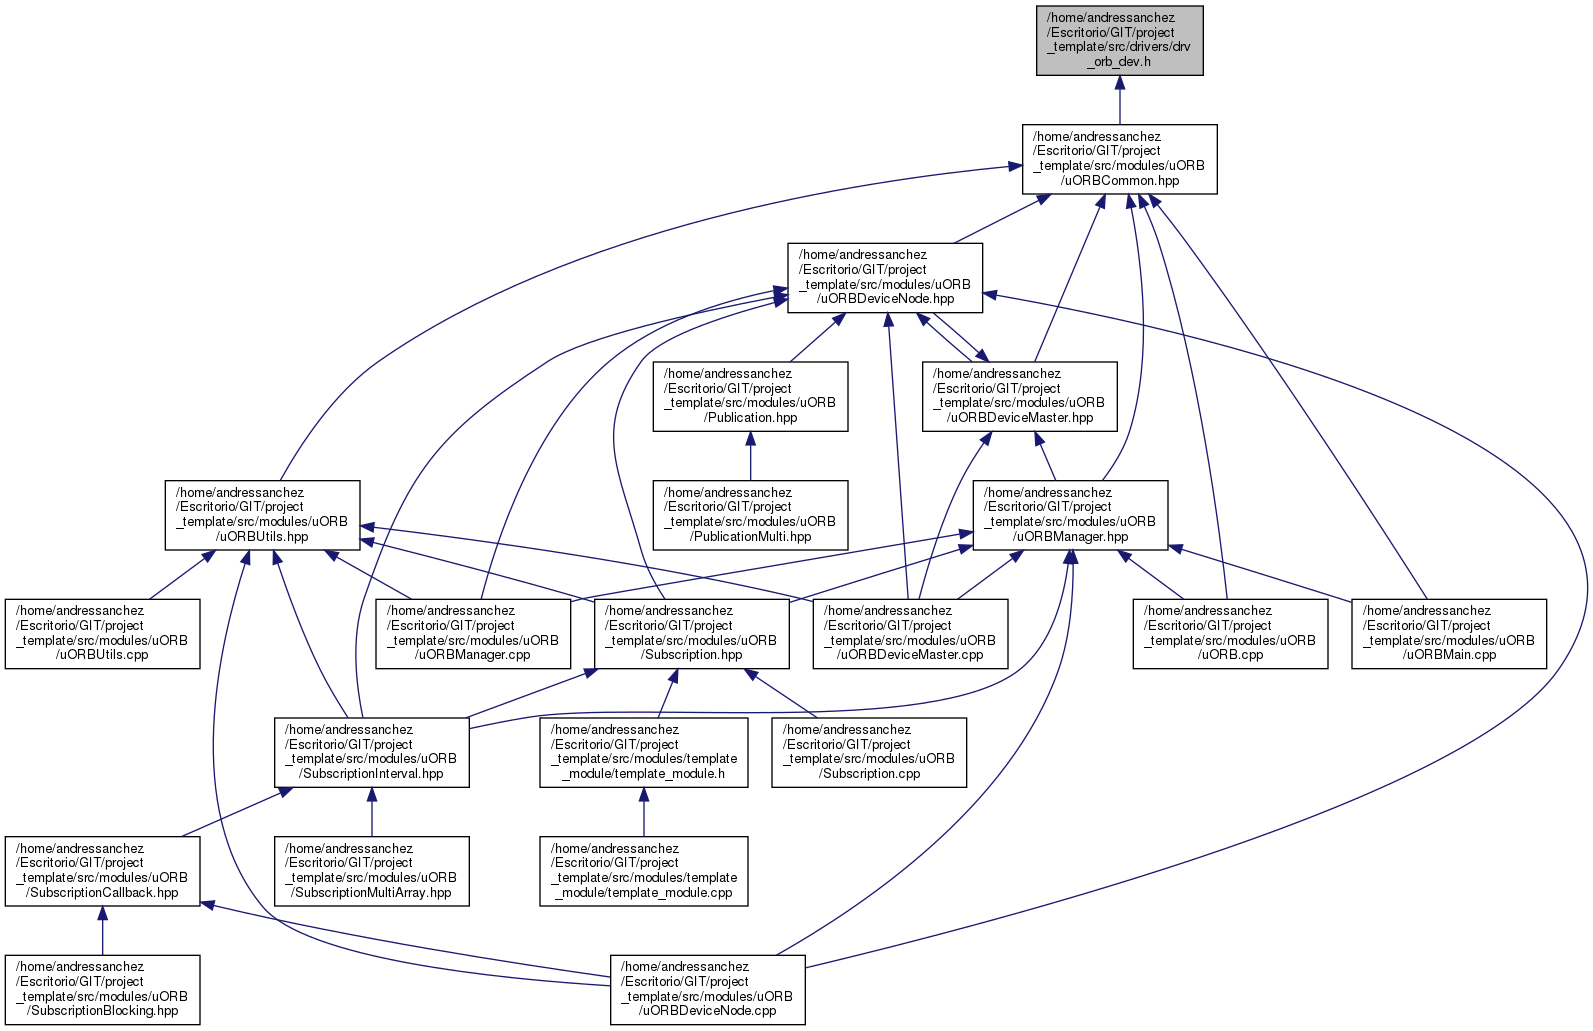 /home/andressanchez
/Escritorio/GIT/project
_template/src/drivers/drv
_orb_dev.h
/home/andressanchez
/Escritorio/GIT/project
_template/src/modules/uORB
/uORBCommon.hpp
/home/andressanchez
/Escritorio/GIT/project
_template/src/modules/uORB
/uORBDeviceNode.hpp
/home/andressanchez
/Escritorio/GIT/project
_template/src/modules/uORB
/Publication.hpp
/home/andressanchez
/Escritorio/GIT/project
_template/src/modules/uORB
/uORBDeviceMaster.hpp
/home/andressanchez
/Escritorio/GIT/project
_template/src/modules/uORB
/uORBUtils.hpp
/home/andressanchez
/Escritorio/GIT/project
_template/src/modules/uORB
/PublicationMulti.hpp
/home/andressanchez
/Escritorio/GIT/project
_template/src/modules/uORB
/uORBManager.hpp
/home/andressanchez
/Escritorio/GIT/project
_template/src/modules/uORB
/uORBUtils.cpp
/home/andressanchez
/Escritorio/GIT/project
_template/src/modules/uORB
/uORBManager.cpp
/home/andressanchez
/Escritorio/GIT/project
_template/src/modules/uORB
/Subscription.hpp
/home/andressanchez
/Escritorio/GIT/project
_template/src/modules/uORB
/uORBDeviceMaster.cpp
/home/andressanchez
/Escritorio/GIT/project
_template/src/modules/uORB
/uORB.cpp
/home/andressanchez
/Escritorio/GIT/project
_template/src/modules/uORB
/uORBMain.cpp
/home/andressanchez
/Escritorio/GIT/project
_template/src/modules/uORB
/SubscriptionInterval.hpp
/home/andressanchez
/Escritorio/GIT/project
_template/src/modules/template
_module/template_module.h
/home/andressanchez
/Escritorio/GIT/project
_template/src/modules/uORB
/Subscription.cpp
/home/andressanchez
/Escritorio/GIT/project
_template/src/modules/uORB
/SubscriptionCallback.hpp
/home/andressanchez
/Escritorio/GIT/project
_template/src/modules/uORB
/SubscriptionMultiArray.hpp
/home/andressanchez
/Escritorio/GIT/project
_template/src/modules/template
_module/template_module.cpp
/home/andressanchez
/Escritorio/GIT/project
_template/src/modules/uORB
/SubscriptionBlocking.hpp
/home/andressanchez
/Escritorio/GIT/project
_template/src/modules/uORB
/uORBDeviceNode.cpp